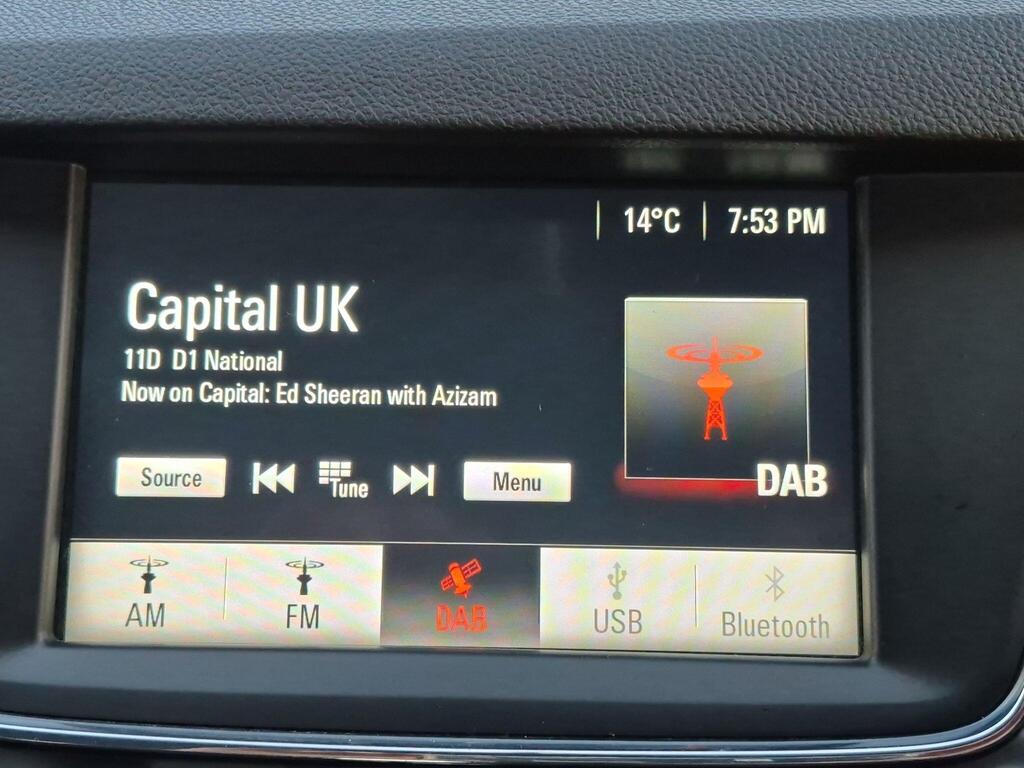 14°C 7:53 PM
Capital UK
11D D1 National
Now on Capital: Ed Sheeran with Azizam
DAB
Source Tune Menu
AM FM DAB USB Bluetooth